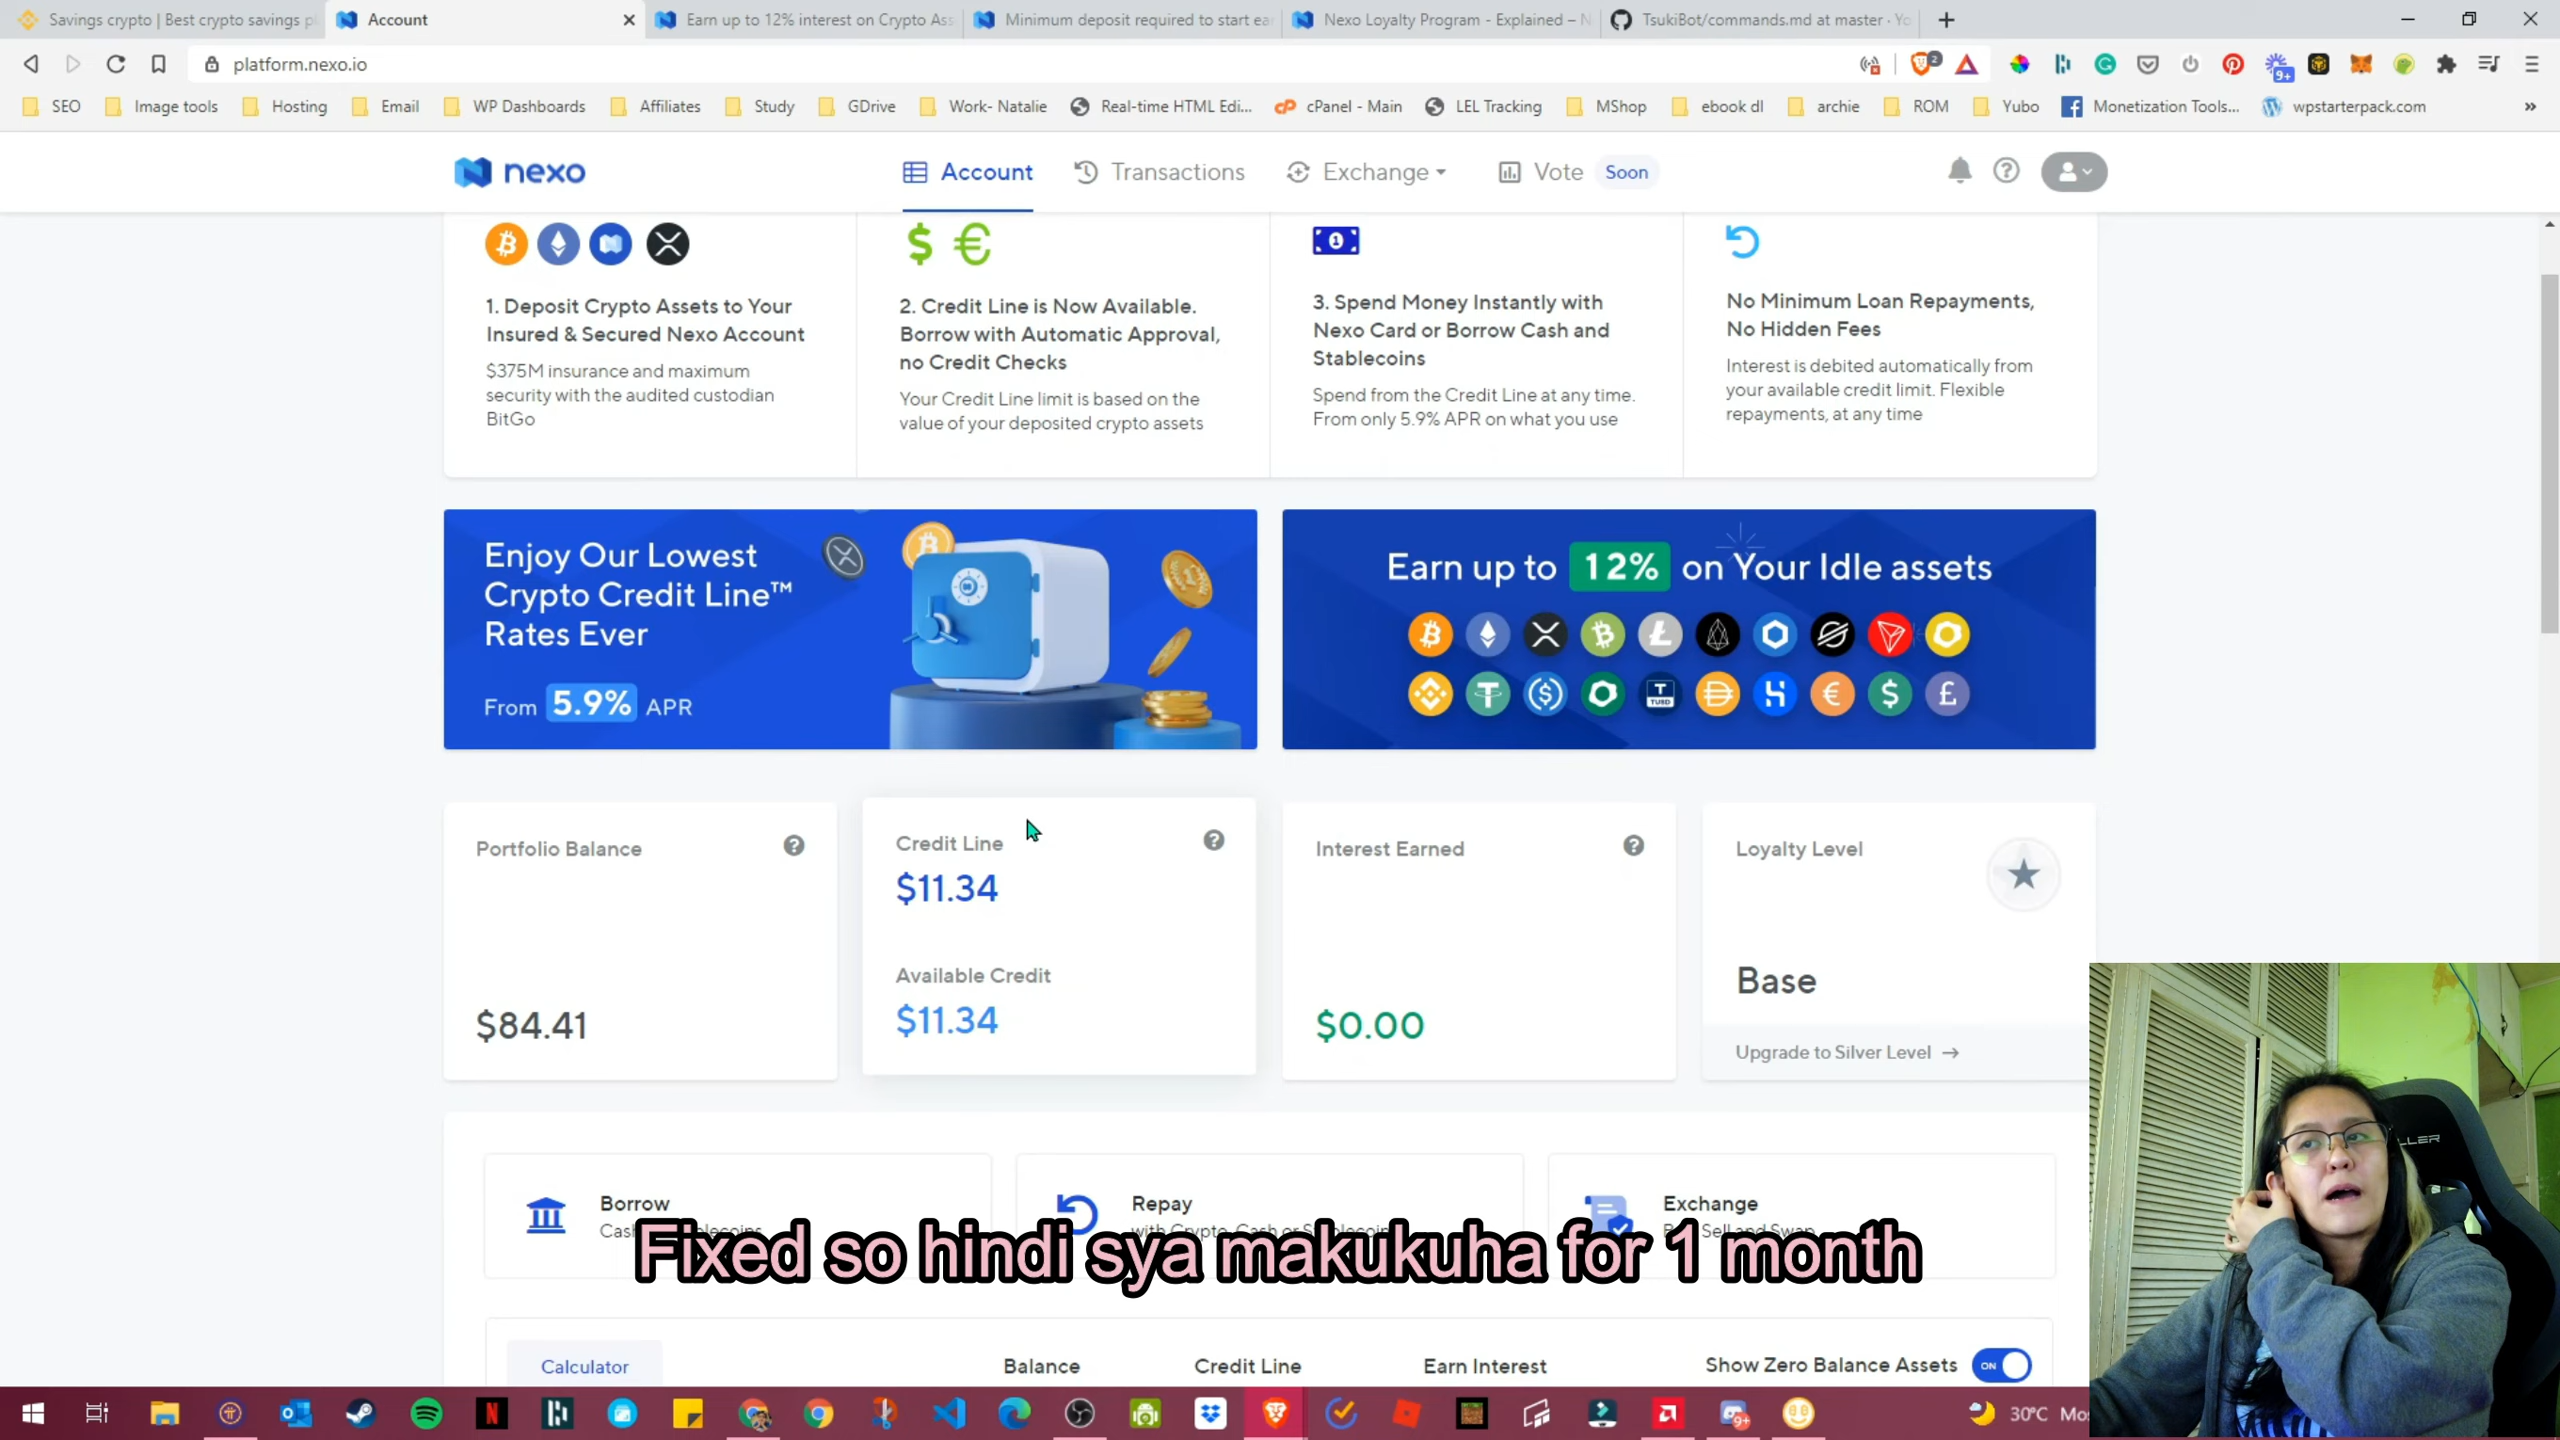 Savings crypto | Best crypto savings p
Account
Earn up to 12% interest on Crypto Ass
Minimum deposit required to start ea
Nexo Loyalty Program - Explained – N
TsukiBot/commands.md at master · Yo
platform.nexo.io
2
9+
SEO
Image tools
Hosting
Email
WP Dashboards
Affiliates
Study
GDrive
Work- Natalie
Real-time HTML Edi...
cPanel - Main
LEL Tracking
MShop
ebook dl
archie
ROM
Yubo
Monetization Tools...
wpstarterpack.com
nexo
Account
Transactions
Exchange
Vote
Soon
1. Deposit Crypto Assets to Your
Insured & Secured Nexo Account
$375M insurance and maximum
security with the audited custodian
BitGo
2. Credit Line is Now Available.
Borrow with Automatic Approval,
no Credit Checks
Your Credit Line limit is based on the
value of your deposited crypto assets
3. Spend Money Instantly with
Nexo Card or Borrow Cash and
Stablecoins
Spend from the Credit Line at any time.
From only 5.9% APR on what you use
No Minimum Loan Repayments,
No Hidden Fees
Interest is debited automatically from
your available credit limit. Flexible
repayments, at any time
Enjoy Our Lowest
Crypto Credit Line™
Rates Ever
From 5.9% APR
Earn up to 12% on Your Idle assets
TUSD
Portfolio Balance
$84.41
Credit Line
$11.34
Available Credit
$11.34
Interest Earned
$0.00
Loyalty Level
Base
Upgrade to Silver Level →
Borrow
Repay
with Crypto, Cash or
Exchange
Sell and Swap
Fixed so hindi sya makukuha for 1 month
Calculator
Balance
Credit Line
Earn Interest
Show Zero Balance Assets
ON
9+
30°C